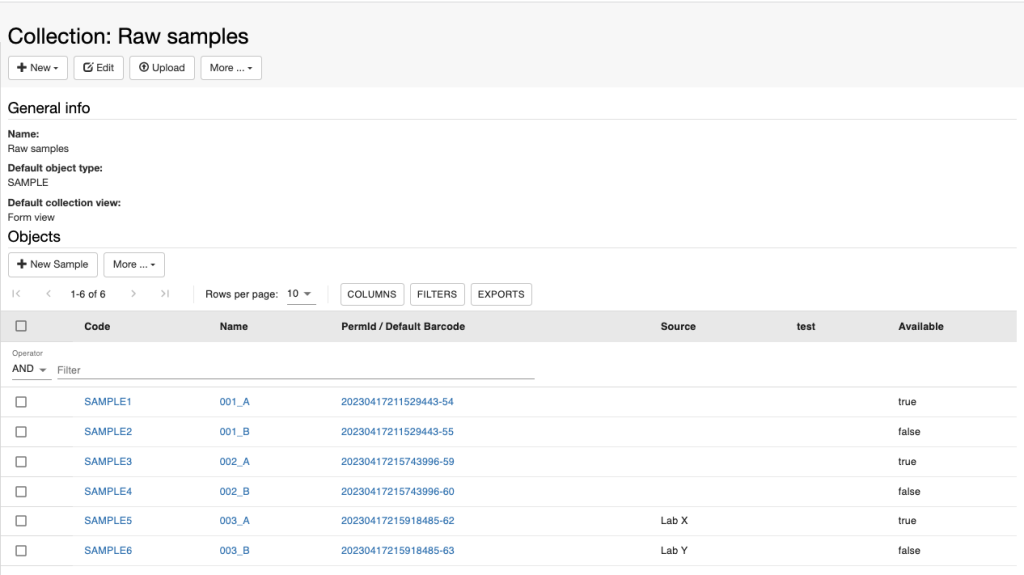 Collection: Raw samples
New
Edit
Upload
More ...
General info
Name:
Raw samples
Default object type:
SAMPLE
Default collection view:
Form view
Objects
New Sample
More ...
1-6 of 6
Rows per page: 10
COLUMNS
FILTERS
EXPORTS
Code Name PermId / Default Barcode Source test Available
Operator
AND
Filter
SAMPLE1 001_A 20230417211529443-54 true
SAMPLE2 001_B 20230417211529443-55 false
SAMPLE3 002_A 20230417215743996-59 true
SAMPLE4 002_B 20230417215743996-60 false
SAMPLE5 003_A 20230417215918485-62 Lab X true
SAMPLE6 003_B 20230417215918485-63 Lab Y false